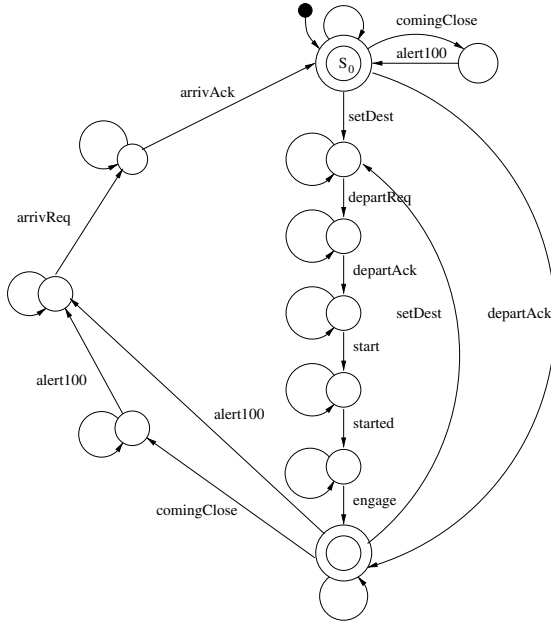 comingClose
S0
alert100
arrivAck
setDest
departReq
arrivReq
departAck
setDest
departAck
start
alert100
alert100
started
engage
comingClose